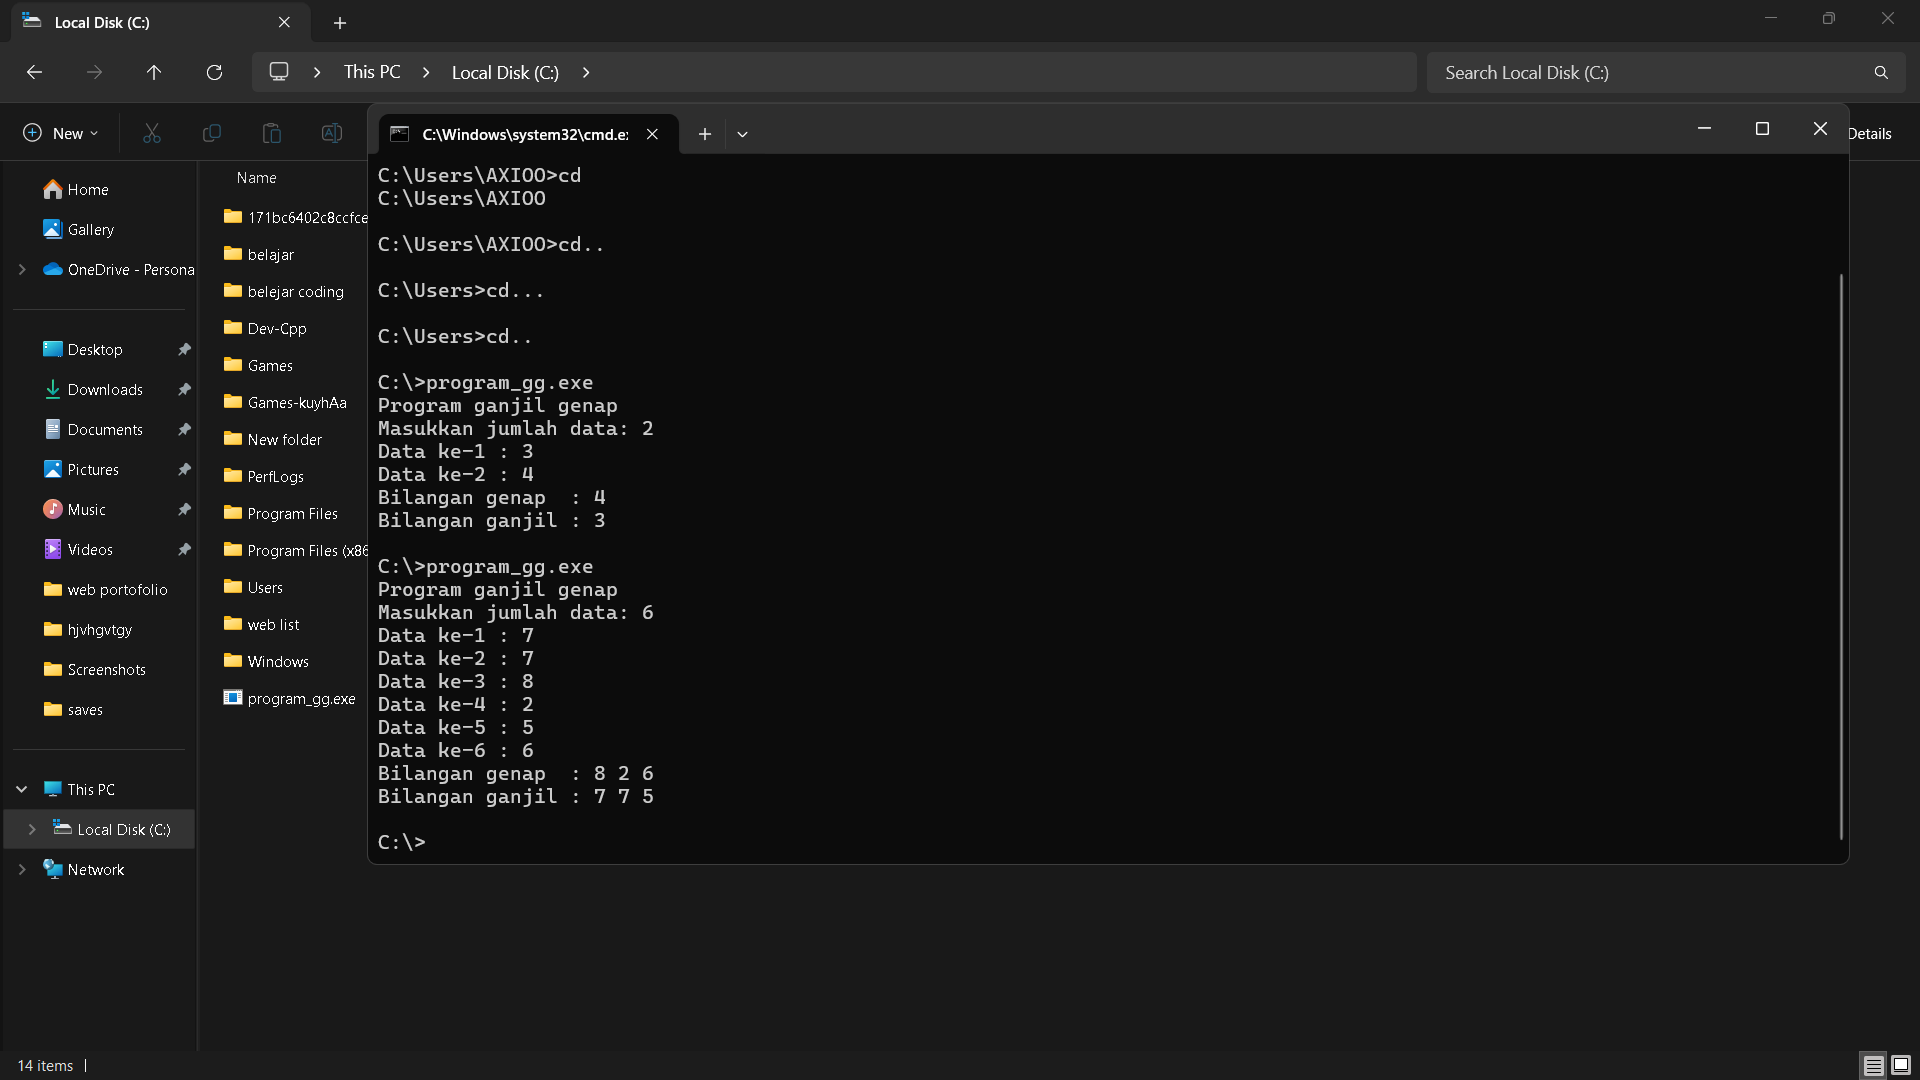 Local Disk (C:)
This PC
Local Disk (C:)
Search Local Disk (C:)
New
Details
Home
Gallery
OneDrive - Persona
Desktop
Downloads
Documents
Pictures
Music
Videos
web portofolio
hjvhgvtgy
Screenshots
saves
This PC
Local Disk (C:)
Network
Name
171bc6402c8ccfce
belajar
belejar coding
Dev-Cpp
Games
Games-kuyhAa
New folder
PerfLogs
Program Files
Program Files (x86
Users
web list
Windows
program_gg.exe
C:\Windows\system32\cmd.e
C:\Users\AXIOO>cd
C:\Users\AXIOO
C:\Users\AXIOO>cd..
C:\Users>cd...
C:\Users>cd..
C:\>program_gg.exe
Program ganjil genap
Masukkan jumlah data: 2
Data ke-1 : 3
Data ke-2 : 4
Bilangan genap  : 4
Bilangan ganjil : 3
C:\>program_gg.exe
Program ganjil genap
Masukkan jumlah data: 6
Data ke-1 : 7
Data ke-2 : 7
Data ke-3 : 8
Data ke-4 : 2
Data ke-5 : 5
Data ke-6 : 6
Bilangan genap  : 8 2 6
Bilangan ganjil : 7 7 5
C:\>
14 items